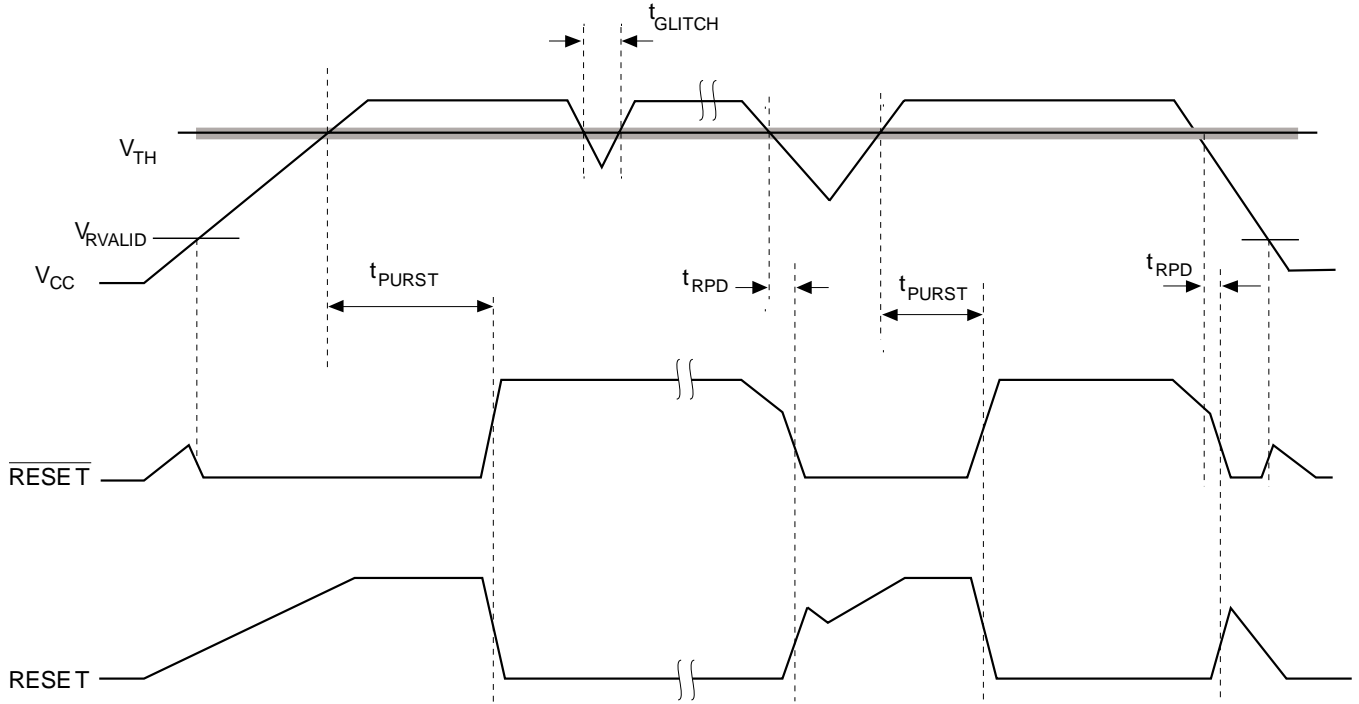 tGLITCH
VTH
VRVALID
VCC
tPURST
tRPD
tPURST
tRPD
RESET
RESET